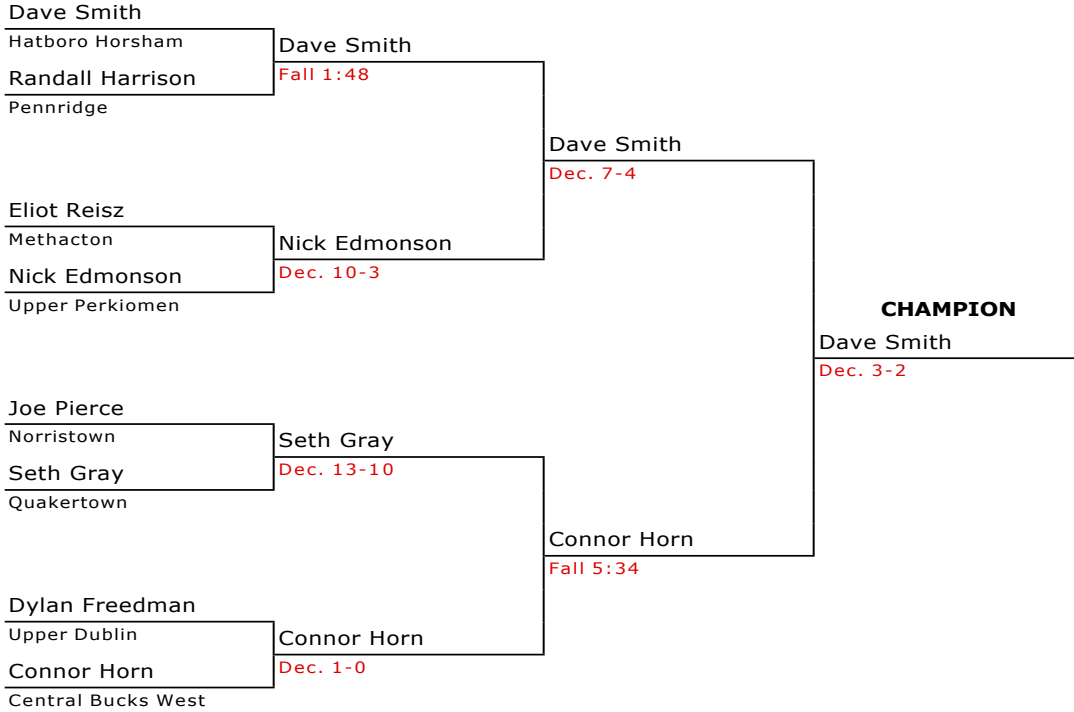 Dave Smith
Hatboro Horsham
Dave Smith
Randall Harrison
Fall 1:48
Pennridge
Dave Smith
Dec. 7-4
Eliot Reisz
Methacton
Nick Edmonson
Nick Edmonson
Dec. 10-3
Upper Perkiomen
CHAMPION
Dave Smith
Dec. 3-2
Joe Pierce
Norristown
Seth Gray
Seth Gray
Dec. 13-10
Quakertown
Connor Horn
Fall 5:34
Dylan Freedman
Upper Dublin
Connor Horn
Connor Horn
Dec. 1-0
Central Bucks West